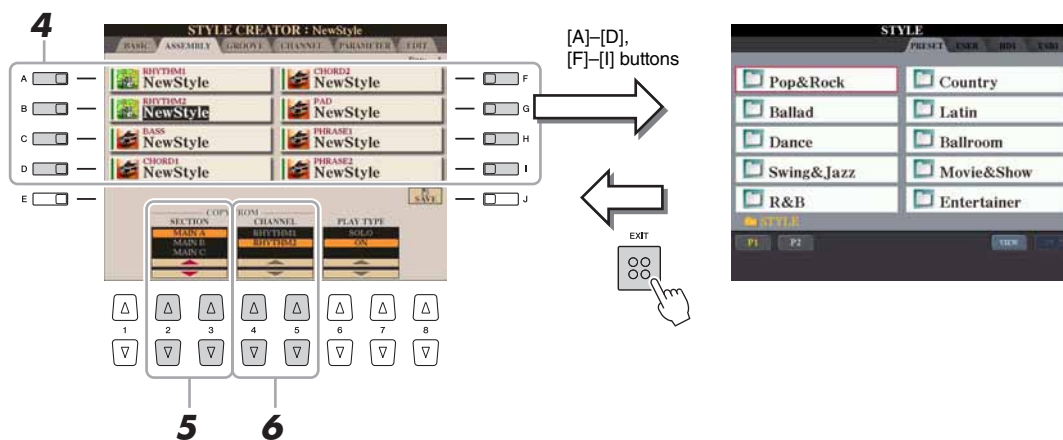 4
STYLE CREATOR : NewStyle
BASIC ASSEMBLY GROOVE CHANNEL PARAMETER EDIT
A RHYTHM1 NewStyle CHORD2 NewStyle F
B RHYTHM2 NewStyle PAD NewStyle G
C BASS NewStyle PHRASE1 NewStyle H
D CHORD1 NewStyle PHRASE2 NewStyle I
E SAVE J
SECTION CHANNEL PLAY TYPE
MAIN A RHYTHM1 SOLO
MAIN B RHYTHM2 ON
MAIN C
1 2 3 4 5 6 7 8
5 6
[A]–[D],
[F]–[I] buttons
EXIT
STYLE
PRESET USER HD1 USB1
Pop&Rock Country
Ballad Latin
Dance Ballroom
Swing&Jazz Movie&Show
R&B Entertainer
STYLE
P1 P2 VIEW